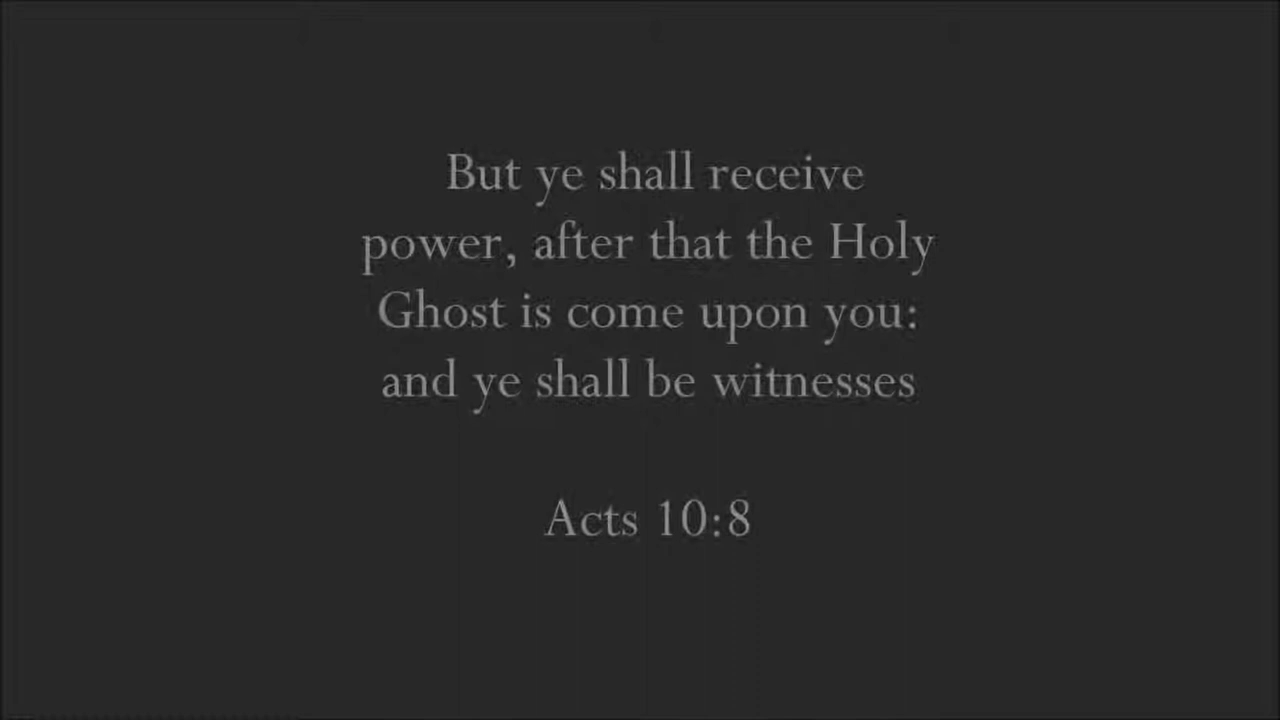 But ye shall receive
power, after that the Holy
Ghost is come upon you:
and ye shall be witnesses
Acts 10:8